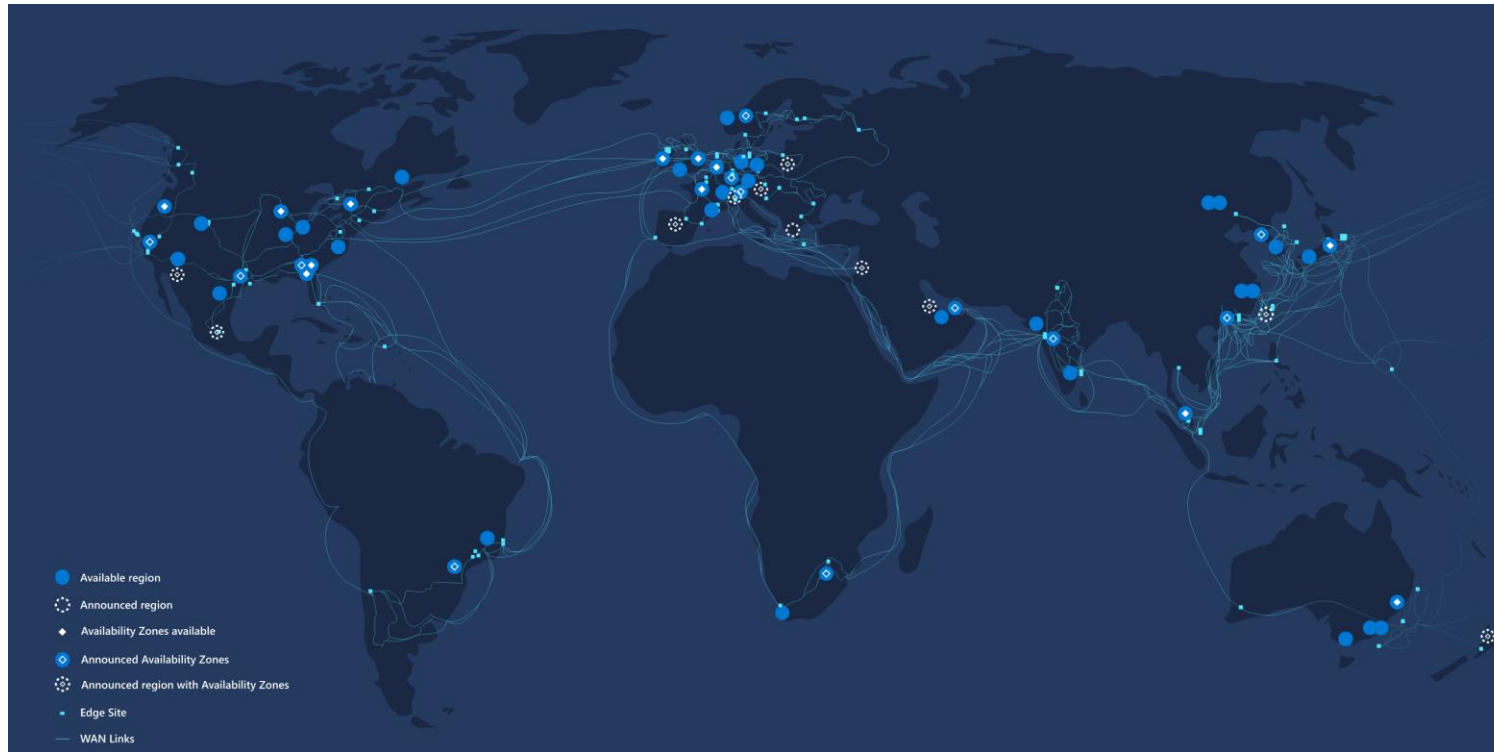 Available region
Announced region
Availability Zones available
Announced Availability Zones
Announced region with Availability Zones
Edge Site
WAN Links